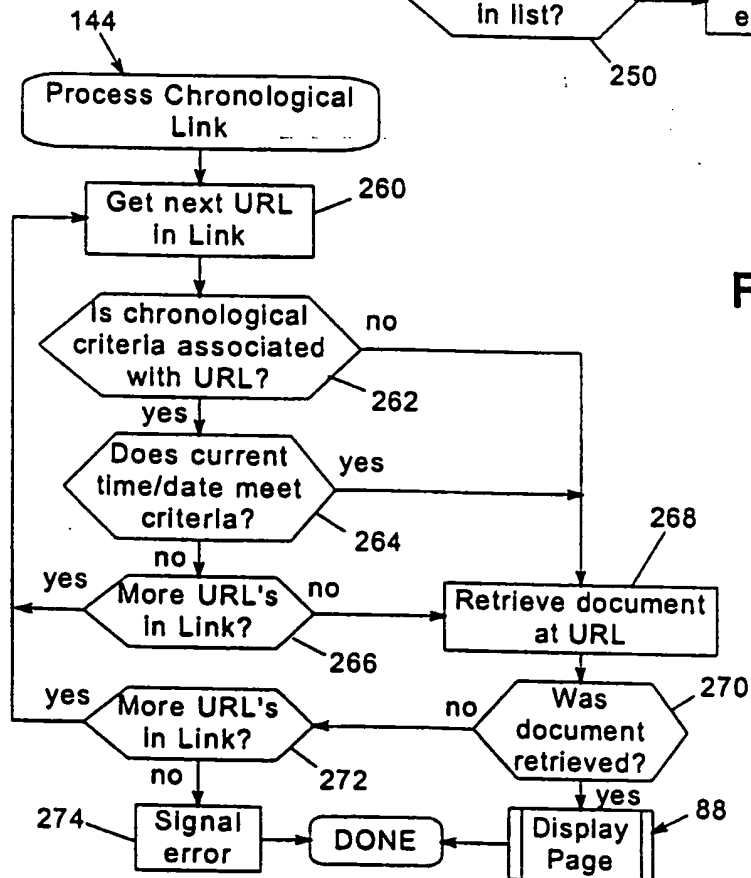 in list?
e
250
144
Process Chronological
Link
Get next URL
in Link
260
F
Is chronological
criteria associated
with URL?
no
262
yes
Does current
time/date meet
criteria?
yes
264
no
268
yes
More URL's
in Link?
no
266
Retrieve document
at URL
270
yes
More URL's
in Link?
no
Was
document
retrieved?
272
no
yes
274
Signal
error
DONE
Display
Page
88